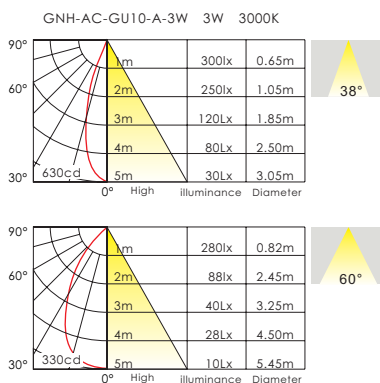 GNH-AC-GU10-A-3W 3W 3000K
90°
60°
30°
630cd
0°
1m 300lx 0.65m
2m 250lx 1.05m
3m 120Lx 1.85m
4m 80Lx 2.50m
5m 30Lx 3.05m
High illuminance Diameter
38°
90°
60°
30°
330cd
0°
1m 280lx 0.82m
2m 88lx 2.45m
3m 40Lx 3.25m
4m 28Lx 4.50m
5m 10Lx 5.45m
High illuminance Diameter
60°